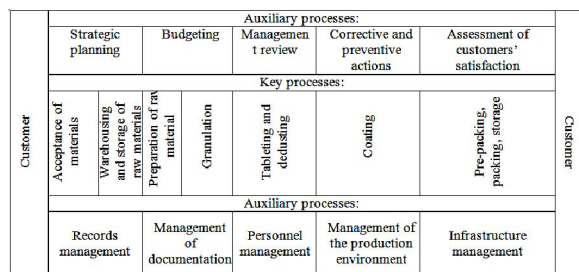 Auxiliary processes:
Strategic
planning
Budgeting
Managemen
t review
Corrective and
preventive
actions
Assessment of
customers'
satisfaction
Key processes:
Customer
Acceptance of
materials
Warehousing
and storage of
raw materials
Preparation of raw
material
Granulation
Tableting and
dedusting
Coating
Pre-packing,
packing, storage
Customer
Auxiliary processes:
Records
management
Management
of
documentation
Personnel
management
Management of
the production
environment
Infrastructure
management